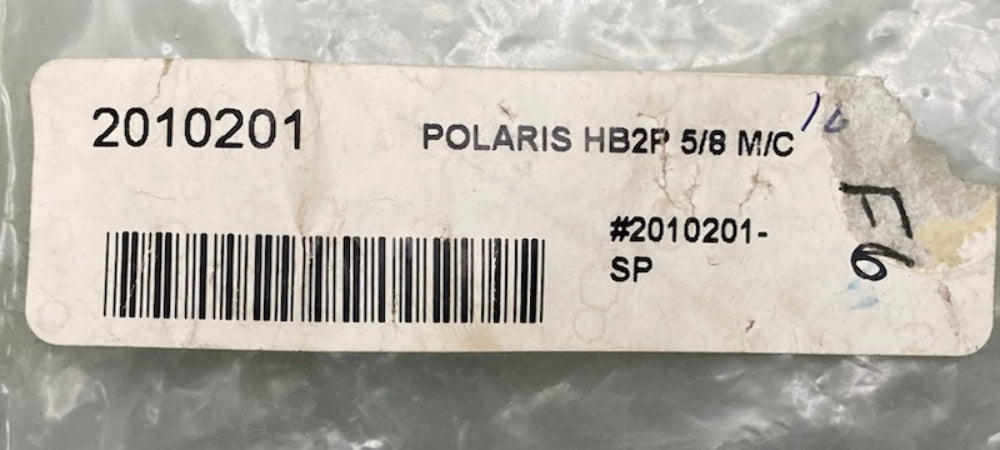 2010201
POLARIS HB2P 5/8 M/C
#2010201-
SP
F6